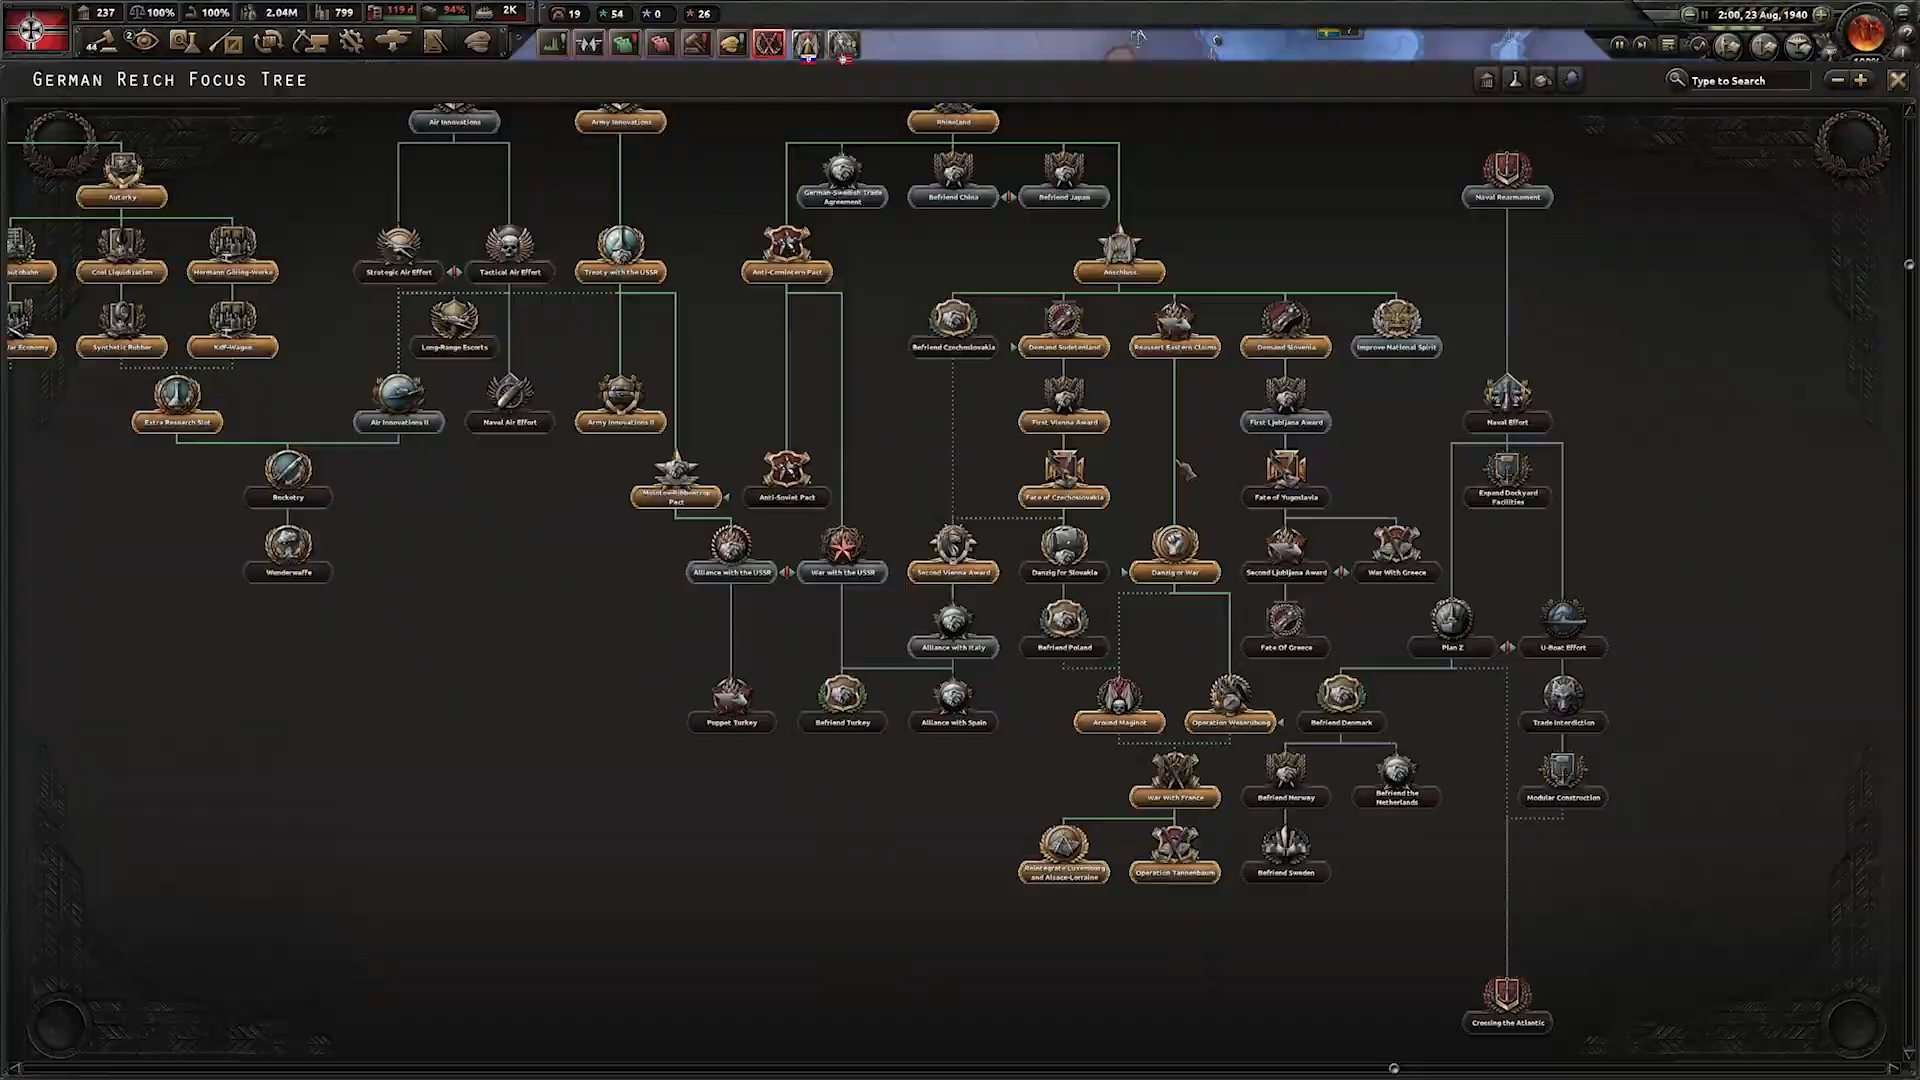 237
100%
100%
2.04M
799
119 d
94%
2K
19
54
0
26
2:00, 23 Aug, 1940
44
2
German Reich Focus Tree
Type to Search
Air Innovations
Army Innovations
Rhineland
Autarky
German-Swedish Trade
Agreement
Befriend China
Befriend Japan
Naval Rearmament
Coal Liquidization
Hermann Göring-Werke
Strategic Air Effort
Tactical Air Effort
Treaty with the USSR
Anti-Comintern Pact
Anschluss
Synthetic Rubber
KdF-Wagen
Long-Range Escorts
Befriend Czechoslovakia
Demand Sudetenland
Reassert Eastern Claims
Demand Slovenia
Improve National Spirit
Extra Research Slot
Air Innovations II
Naval Air Effort
Army Innovations II
First Vienna Award
First Ljubljana Award
Naval Effort
Rocketry
Molotov-Ribbentrop
Pact
Anti-Soviet Pact
Fate of Czechoslovakia
Fate of Yugoslavia
Expand Dockyard
Facilities
Wunderwaffe
Alliance with the USSR
War with the USSR
Second Vienna Award
Danzig for Slovakia
Danzig or War
Second Ljubljana Award
War With Greece
Alliance with Italy
Befriend Poland
Fate Of Greece
Plan Z
U-Boat Effort
Puppet Turkey
Befriend Turkey
Alliance with Spain
Around Maginot
Operation Weserübung
Befriend Denmark
Trade Interdiction
War With France
Befriend Norway
Befriend the
Netherlands
Modular Construction
Reintegrate Luxemburg
and Alsace-Lorraine
Operation Tannenbaum
Befriend Sweden
Crossing the Atlantic